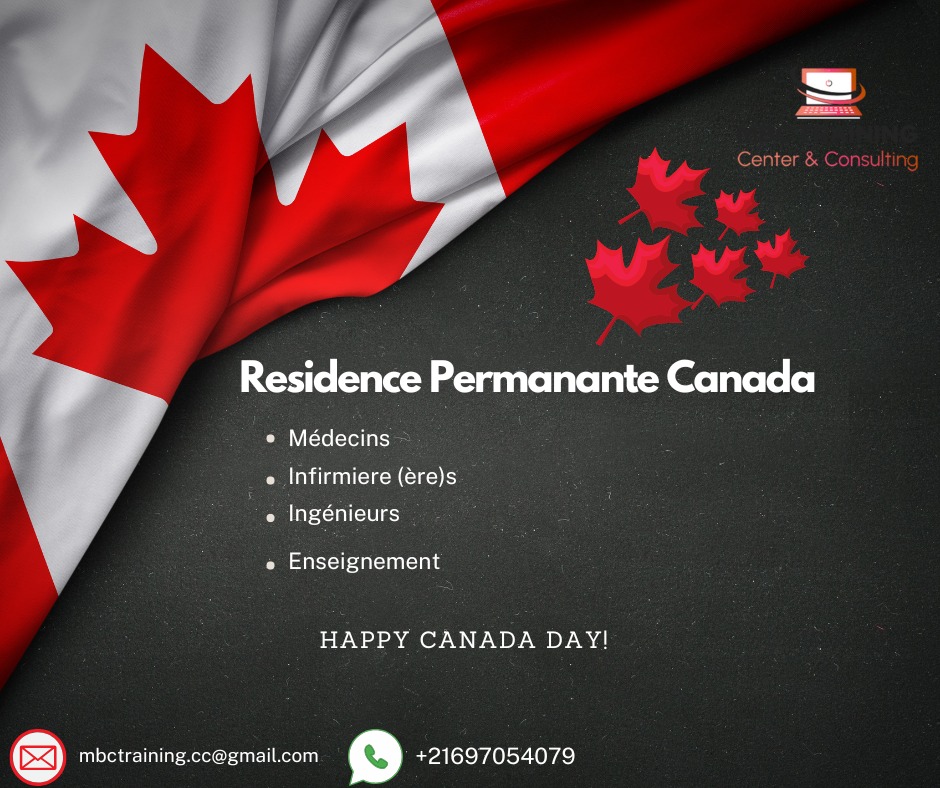 Center & Consulting
Residence Permanante Canada
Médecins
Infirmiere (ère)s
Ingénieurs
Enseignement
HAPPY CANADA DAY!
mbctraining.cc@gmail.com
+21697054079